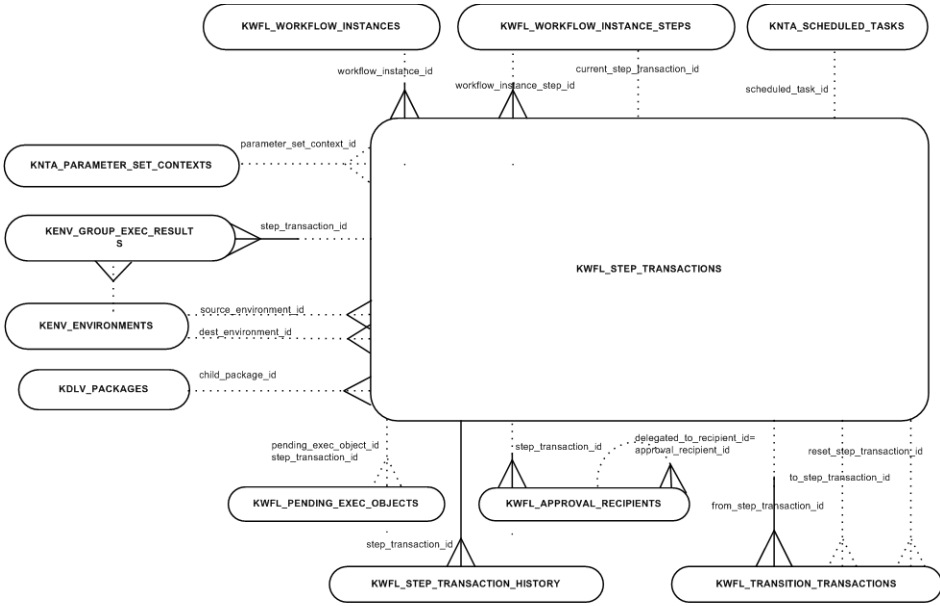 KWFL_WORKFLOW_INSTANCES
KWFL_WORKFLOW_INSTANCE_STEPS
KNTA_SCHEDULED_TASKS
workflow_instance_id
current_step_transaction_id
workflow_instance_step_id
scheduled_task_id
parameter_set_context_id
KNTA_PARAMETER_SET_CONTEXTS
step_transaction_id
KENV_GROUP_EXEC_RESULT
S
KWFL_STEP_TRANSACTIONS
source_environment_id
KENV_ENVIRONMENTS
dest_environment_id
child_package_id
KDLV_PACKAGES
pending_exec_object_id
step_transaction_id
step_transaction_id
delegated_to_recipient_id=
approval_recipient_id
reset_step_transaction_id
to_step_transaction_id
KWFL_PENDING_EXEC_OBJECTS
KWFL_APPROVAL_RECIPIENTS
from_step_transaction_id
step_transaction_id
KWFL_STEP_TRANSACTION_HISTORY
KWFL_TRANSITION_TRANSACTIONS